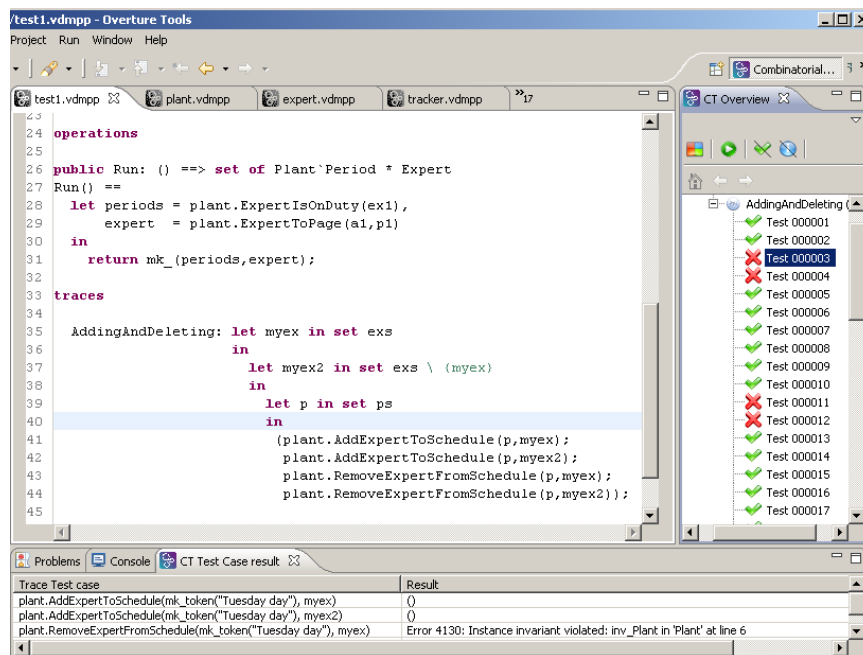 /test1.vdmpp - Overture Tools
Project Run Window Help
Combinatorial...
test1.vdmpp plant.vdmpp expert.vdmpp tracker.vdmpp »17
CT Overview
23
24 operations
25
26 public Run: () ==> set of Plant`Period * Expert
27 Run() ==
28 let periods = plant.ExpertIsOnDuty(ex1),
29 expert = plant.ExpertToPage(a1,p1)
30 in
31 return mk_(periods,expert);
32
33 traces
34
35 AddingAndDeleting: let myex in set exs
36 in
37 let myex2 in set exs \ {myex}
38 in
39 let p in set ps
40 in
41 (plant.AddExpertToSchedule(p,myex);
42 plant.AddExpertToSchedule(p,myex2);
43 plant.RemoveExpertFromSchedule(p,myex);
44 plant.RemoveExpertFromSchedule(p,myex2));
45
AddingAndDeleting (
Test 000001
Test 000002
Test 000003
Test 000004
Test 000005
Test 000006
Test 000007
Test 000008
Test 000009
Test 000010
Test 000011
Test 000012
Test 000013
Test 000014
Test 000015
Test 000016
Test 000017
Problems Console CT Test Case result
Trace Test case Result
plant.AddExpertToSchedule(mk_token("Tuesday day"), myex) ()
plant.AddExpertToSchedule(mk_token("Tuesday day"), myex2) ()
plant.RemoveExpertFromSchedule(mk_token("Tuesday day"), myex) Error 4130: Instance invariant violated: inv_Plant in 'Plant' at line 6